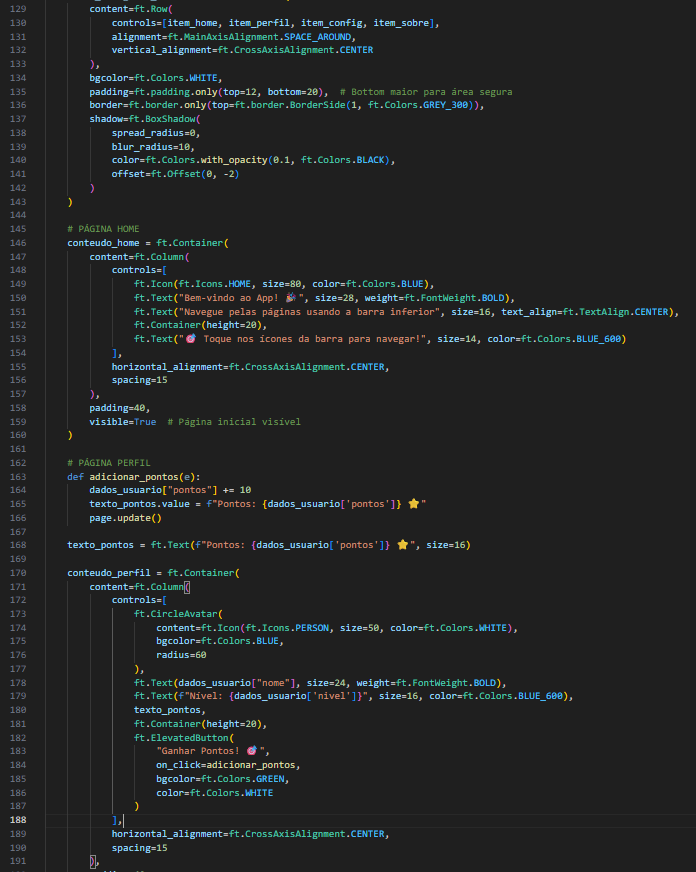 129 content=ft.Row(
130 controls=[item_home, item_perfil, item_config, item_sobre],
131 alignment=ft.MainAxisAlignment.SPACE_AROUND,
132 vertical_alignment=ft.CrossAxisAlignment.CENTER
133 ),
134 bgcolor=ft.Colors.WHITE,
135 padding=ft.padding.only(top=12, bottom=20),  # Bottom maior para área segura
136 border=ft.border.only(top=ft.border.BorderSide(1, ft.Colors.GREY_300)),
137 shadow=ft.BoxShadow(
138 spread_radius=0,
139 blur_radius=10,
140 color=ft.Colors.with_opacity(0.1, ft.Colors.BLACK),
141 offset=ft.Offset(0, -2)
142 )
143 )
144
145 # PÁGINA HOME
146 conteudo_home = ft.Container(
147 content=ft.Column(
148 controls=[
149 ft.Icon(ft.Icons.HOME, size=80, color=ft.Colors.BLUE),
150 ft.Text("Bem-vindo ao App! 🎉", size=28, weight=ft.FontWeight.BOLD),
151 ft.Text("Navegue pelas páginas usando a barra inferior", size=16, text_align=ft.TextAlign.CENTER),
152 ft.Container(height=20),
153 ft.Text("🎯 Toque nos ícones da barra para navegar!", size=14, color=ft.Colors.BLUE_600)
154 ],
155 horizontal_alignment=ft.CrossAxisAlignment.CENTER,
156 spacing=15
157 ),
158 padding=40,
159 visible=True  # Página inicial visível
160 )
161
162 # PÁGINA PERFIL
163 def adicionar_pontos(e):
164 dados_usuario["pontos"] += 10
165 texto_pontos.value = f"Pontos: {dados_usuario['pontos']} ⭐"
166 page.update()
167
168 texto_pontos = ft.Text(f"Pontos: {dados_usuario['pontos']} ⭐", size=16)
169
170 conteudo_perfil = ft.Container(
171 content=ft.Column(
172 controls=[
173 ft.CircleAvatar(
174 content=ft.Icon(ft.Icons.PERSON, size=50, color=ft.Colors.WHITE),
175 bgcolor=ft.Colors.BLUE,
176 radius=60
177 ),
178 ft.Text(dados_usuario["nome"], size=24, weight=ft.FontWeight.BOLD),
179 ft.Text(f"Nível: {dados_usuario['nivel']}", size=16, color=ft.Colors.BLUE_600),
180 texto_pontos,
181 ft.Container(height=20),
182 ft.ElevatedButton(
183 "Ganhar Pontos! 🎯",
184 on_click=adicionar_pontos,
185 bgcolor=ft.Colors.GREEN,
186 color=ft.Colors.WHITE
187 )
188 ],
189 horizontal_alignment=ft.CrossAxisAlignment.CENTER,
190 spacing=15
191 ),